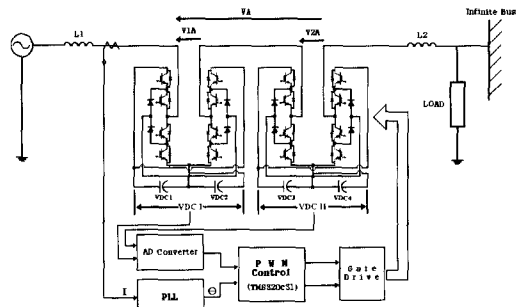 VA
Infinite Bus
L1
V1A
V2A
L2
LOAD
VDC1
VDC2
VDC3
VDC4
VDC I
VDC II
AD Converter
P W M
Control
(TMS320C31)
Gate
Drive
I
PLL
Θ